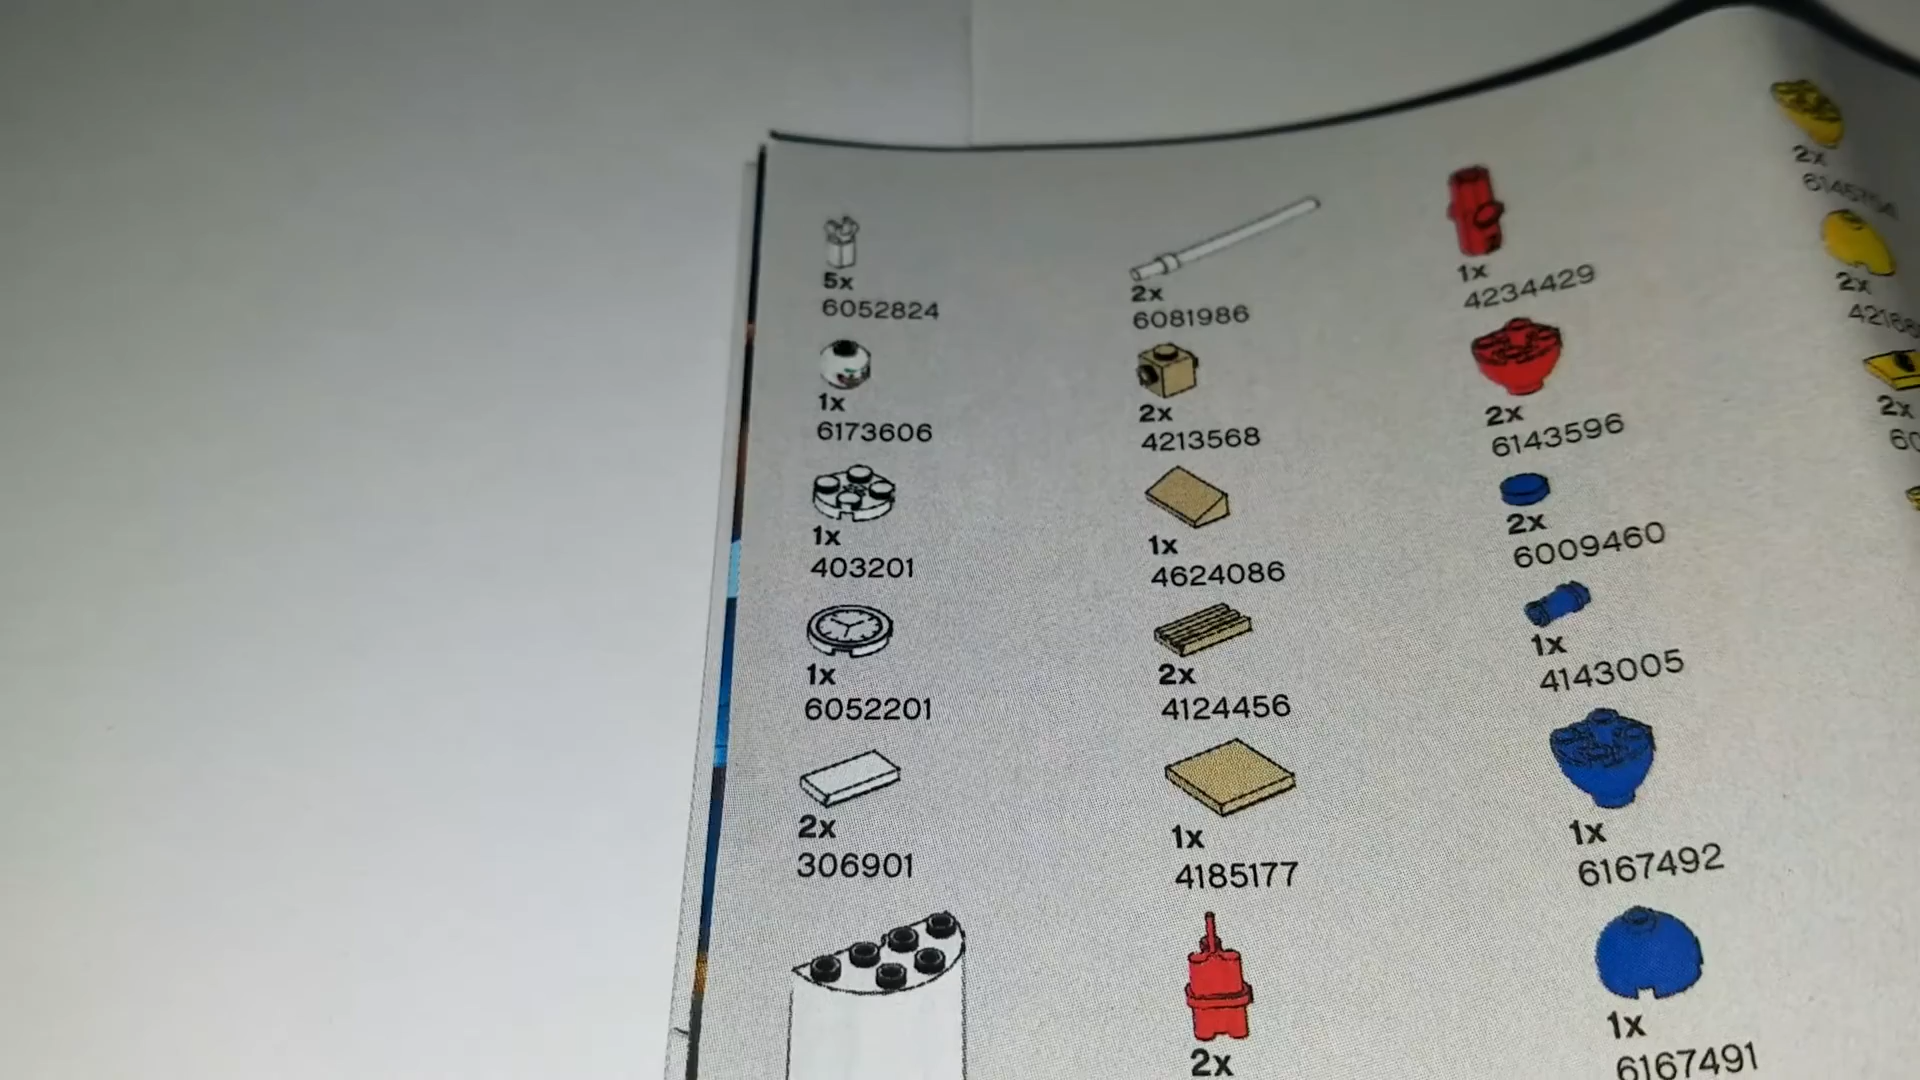 5x
6052824
1x
6173606
1x
403201
1x
6052201
2x
306901
2x
6081986
2x
4213568
1x
4624086
2x
4124456
1x
4185177
2x
1x
4234429
2x
6143596
2x
6009460
1x
4143005
1x
6167492
1x
6167491
2x
2x
2x